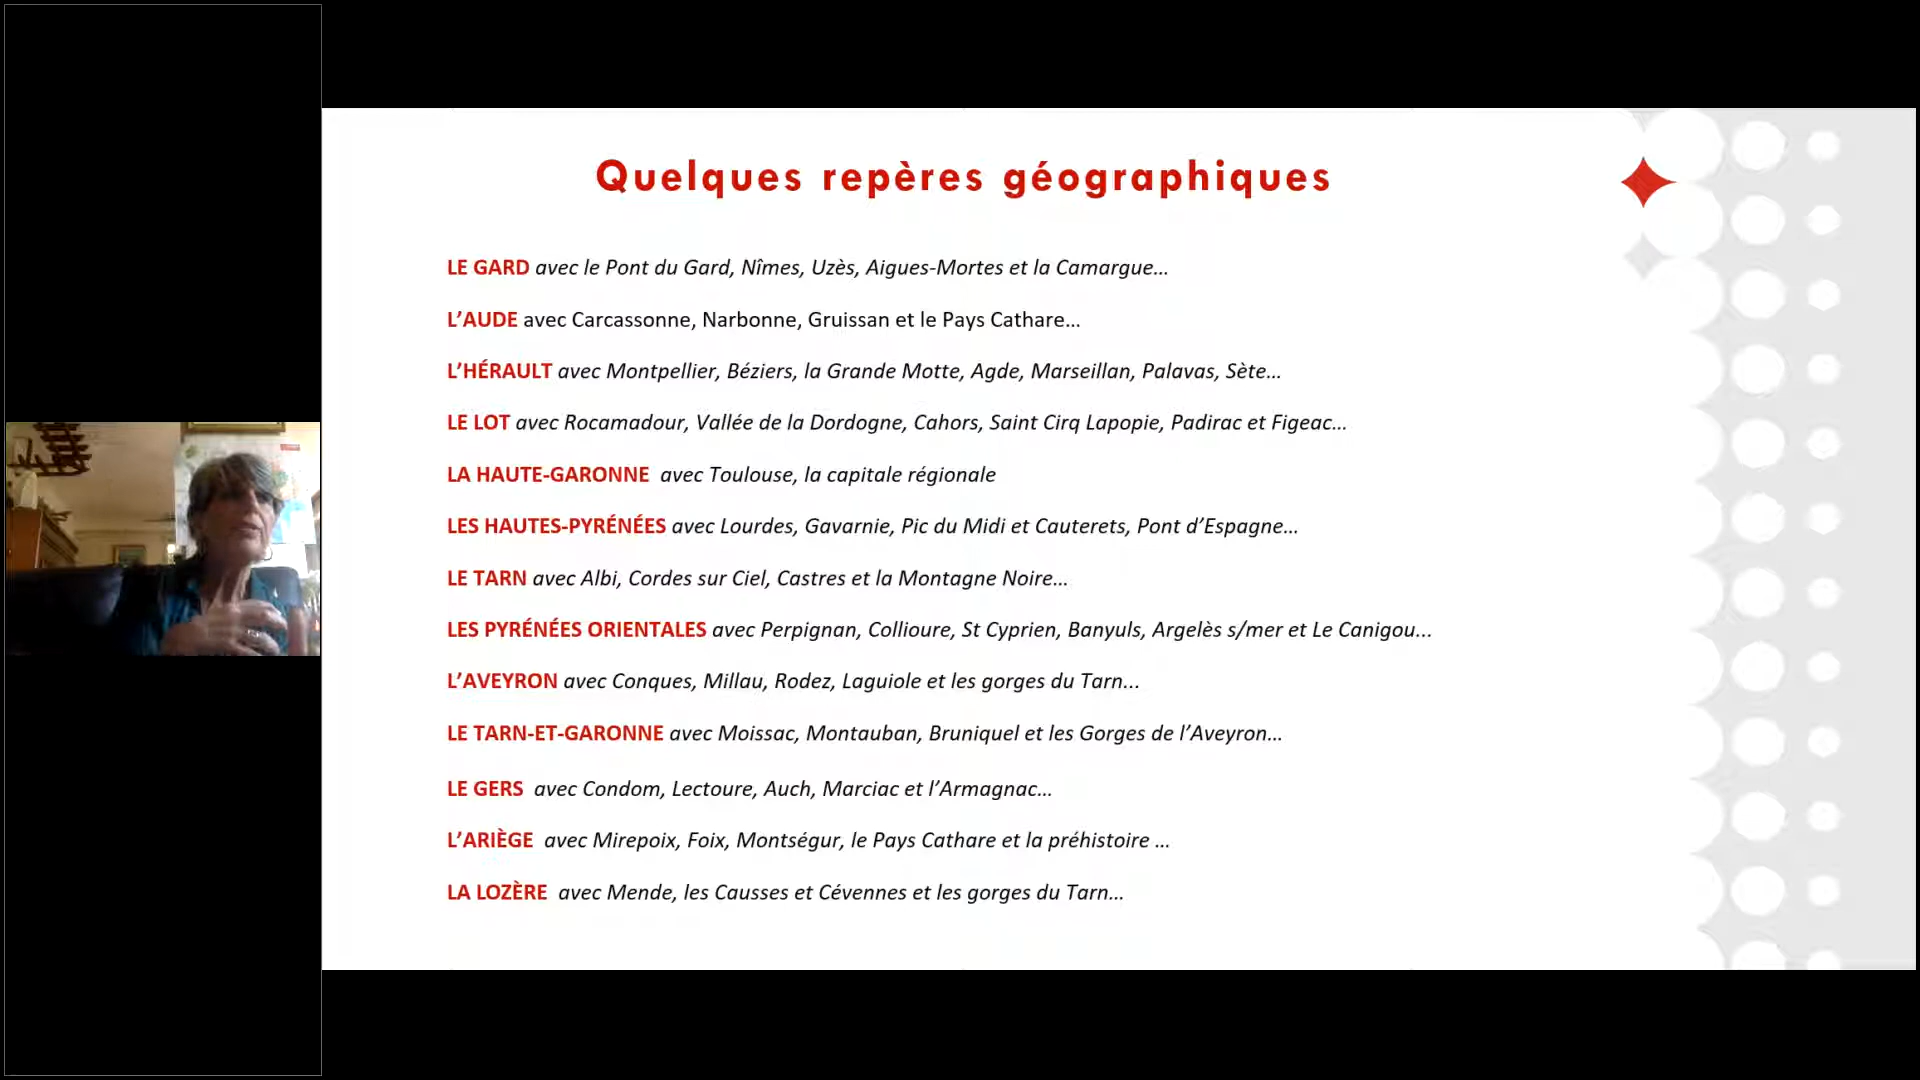 Quelques repères géographiques
LE GARD avec le Pont du Gard, Nîmes, Uzès, Aigues-Mortes et la Camargue…
L’AUDE avec Carcassonne, Narbonne, Gruissan et le Pays Cathare…
L’HÉRAULT avec Montpellier, Béziers, la Grande Motte, Agde, Marseillan, Palavas, Sète…
LE LOT avec Rocamadour, Vallée de la Dordogne, Cahors, Saint Cirq Lapopie, Padirac et Figeac…
LA HAUTE-GARONNE avec Toulouse, la capitale régionale
LES HAUTES-PYRÉNÉES avec Lourdes, Gavarnie, Pic du Midi et Cauterets, Pont d’Espagne…
LE TARN avec Albi, Cordes sur Ciel, Castres et la Montagne Noire…
LES PYRÉNÉES ORIENTALES avec Perpignan, Collioure, St Cyprien, Banyuls, Argelès s/mer et Le Canigou...
L’AVEYRON avec Conques, Millau, Rodez, Laguiole et les gorges du Tarn...
LE TARN-ET-GARONNE avec Moissac, Montauban, Bruniquel et les Gorges de l’Aveyron…
LE GERS avec Condom, Lectoure, Auch, Marciac et l’Armagnac…
L’ARIÈGE avec Mirepoix, Foix, Montségur, le Pays Cathare et la préhistoire …
LA LOZÈRE avec Mende, les Causses et Cévennes et les gorges du Tarn…